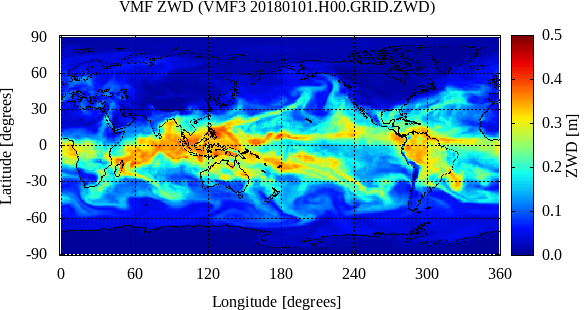 VMF ZWD (VMF3 20180101.H00.GRID.ZWD)
90
60
30
0
-30
-60
-90
Latitude [degrees]
0 60 120 180 240 300 360
Longitude [degrees]
0.5
0.4
0.3
0.2
0.1
0.0
ZWD [m]